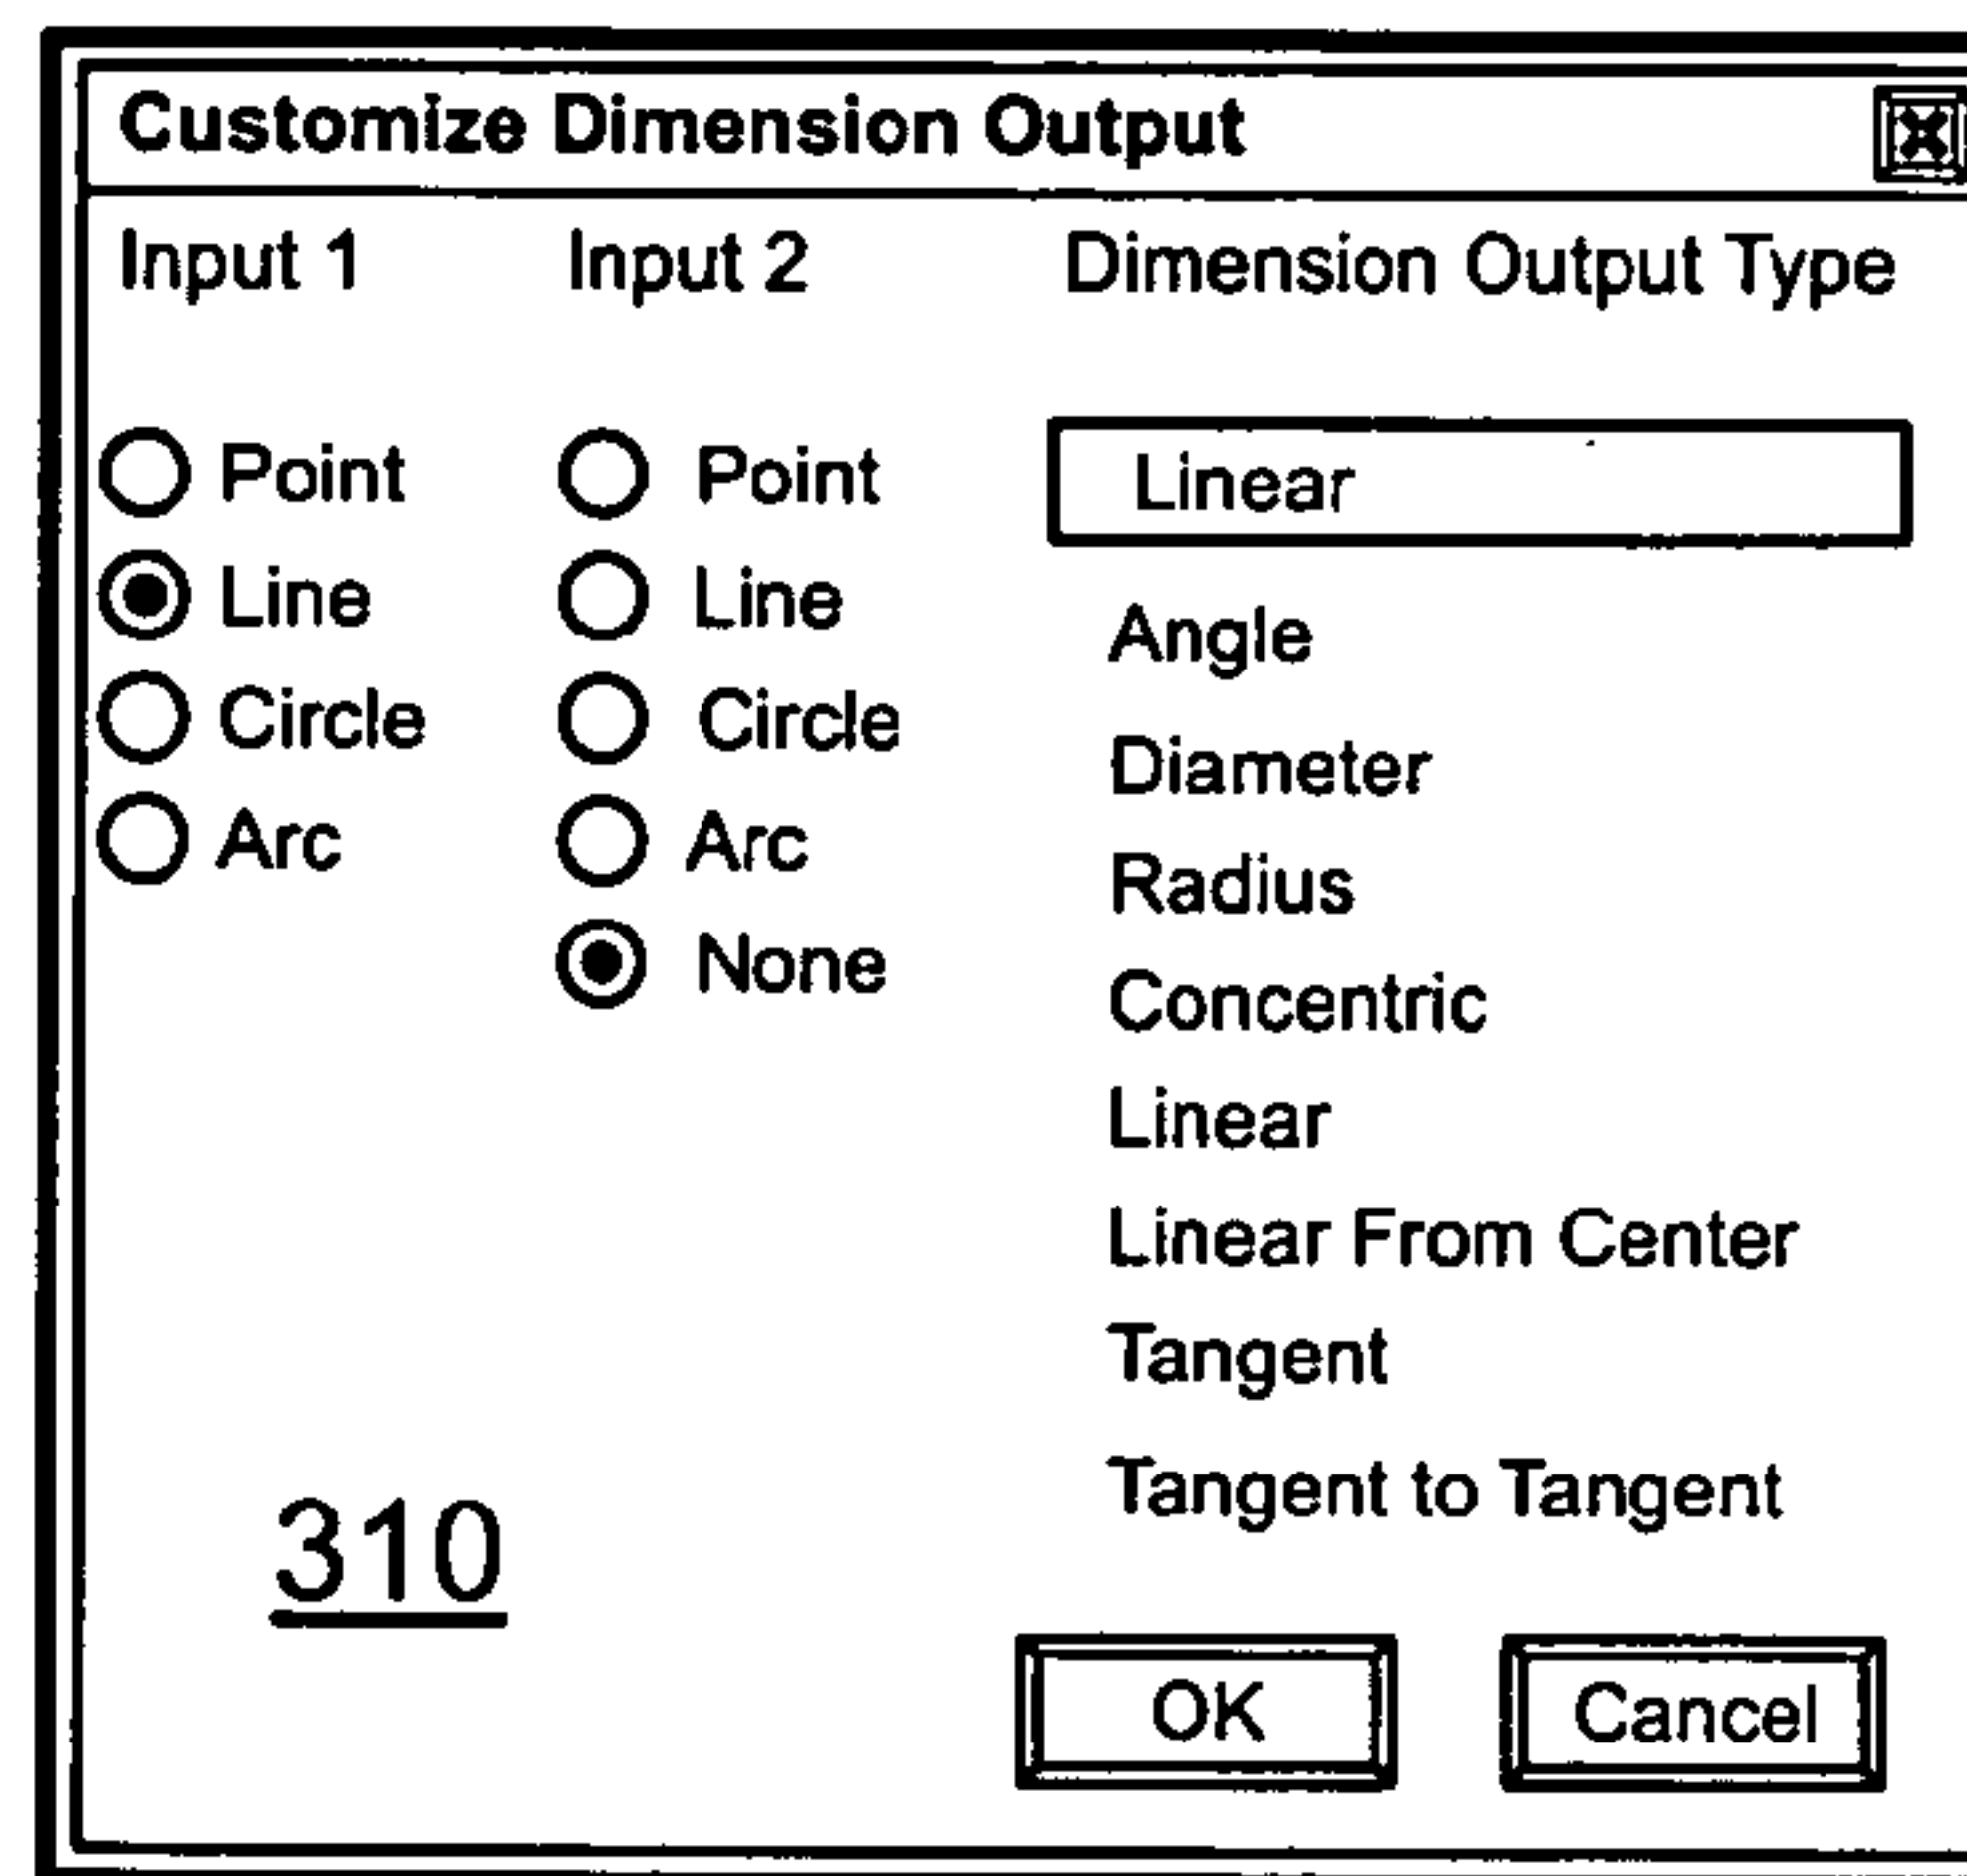 Customize Dimension Output
Input 1 Input 2 Dimension Output Type
Point Point Linear
Line Line Angle
Circle Circle Diameter
Arc Arc Radius
None Concentric
Linear
Linear From Center
Tangent
Tangent to Tangent
310
OK Cancel